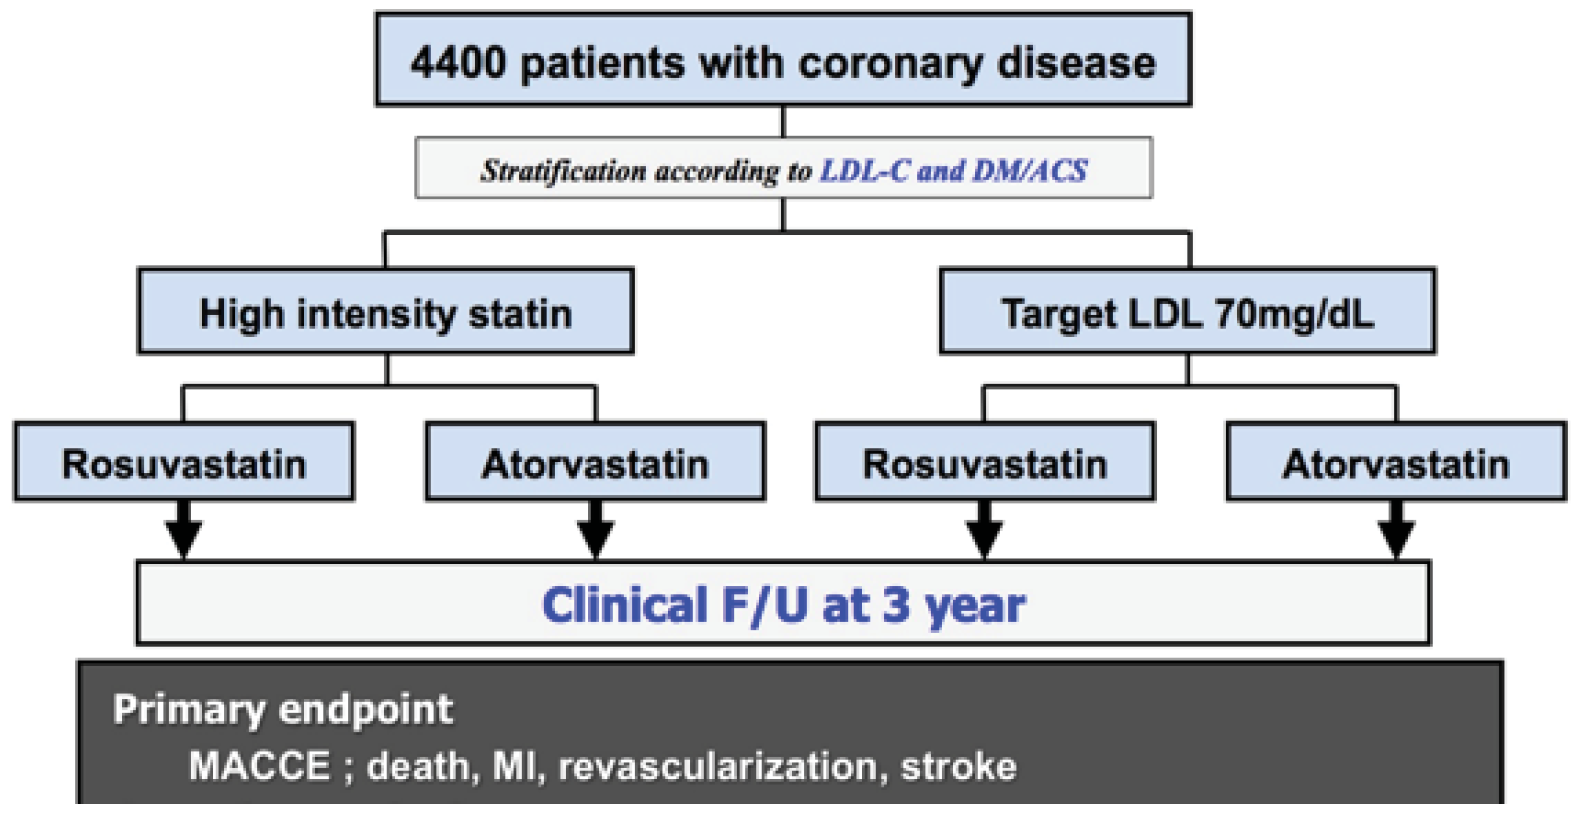 4400 patients with coronary disease
Stratification according to LDL-C and DM/ACS
High intensity statin
Target LDL 70mg/dL
Rosuvastatin
Atorvastatin
Rosuvastatin
Atorvastatin
Clinical F/U at 3 year
Primary endpoint
MACCE ; death, MI, revascularization, stroke